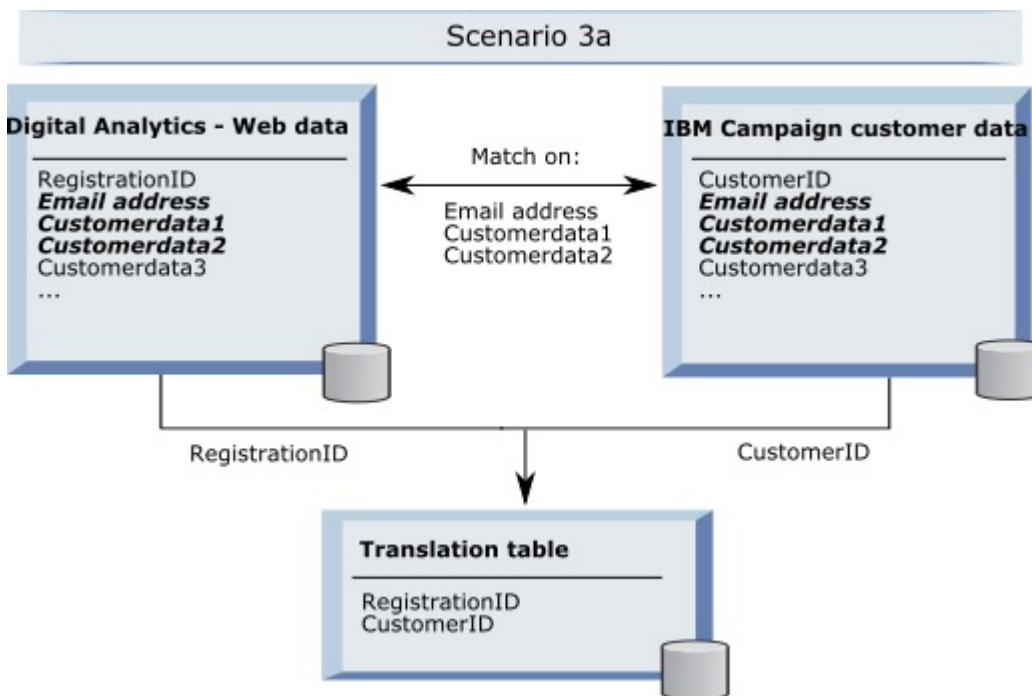 Scenario 3a
Digital Analytics - Web data
RegistrationID
Email address
Customerdata1
Customerdata2
Customerdata3
...
Match on:
Email address
Customerdata1
Customerdata2
IBM Campaign customer data
CustomerID
Email address
Customerdata1
Customerdata2
Customerdata3
...
RegistrationID
CustomerID
Translation table
RegistrationID
CustomerID